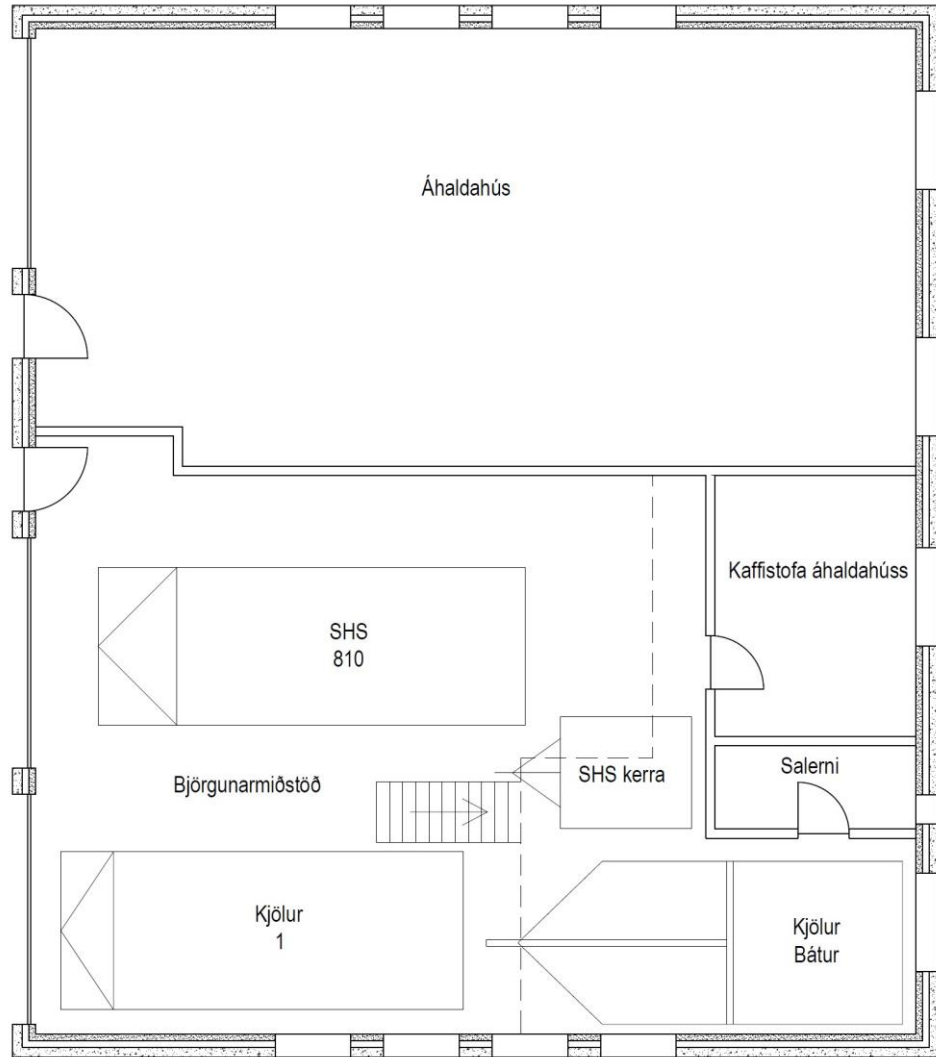 Áhaldahús
Kaffistofa áhaldahúss
SHS
810
SHS kerra
Salerni
Björgunarmiðstöð
Kjölur
1
Kjölur
Bátur